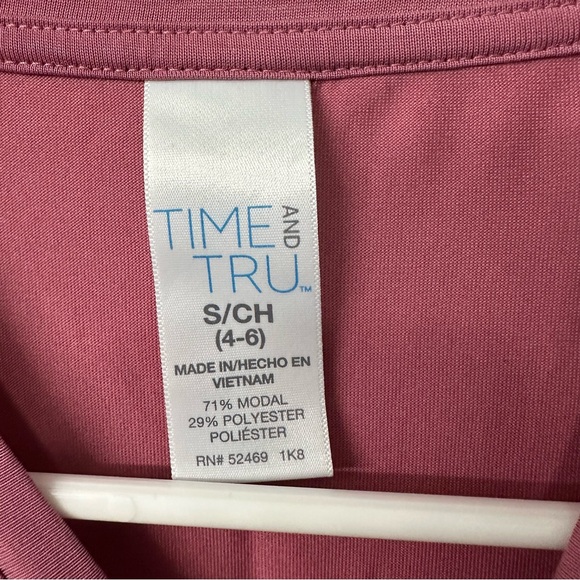 TIME AND
TRU™
S/CH
(4-6)
MADE IN/HECHO EN
VIETNAM
71% MODAL
29% POLYESTER
POLIÉSTER
RN# 52469 1K8